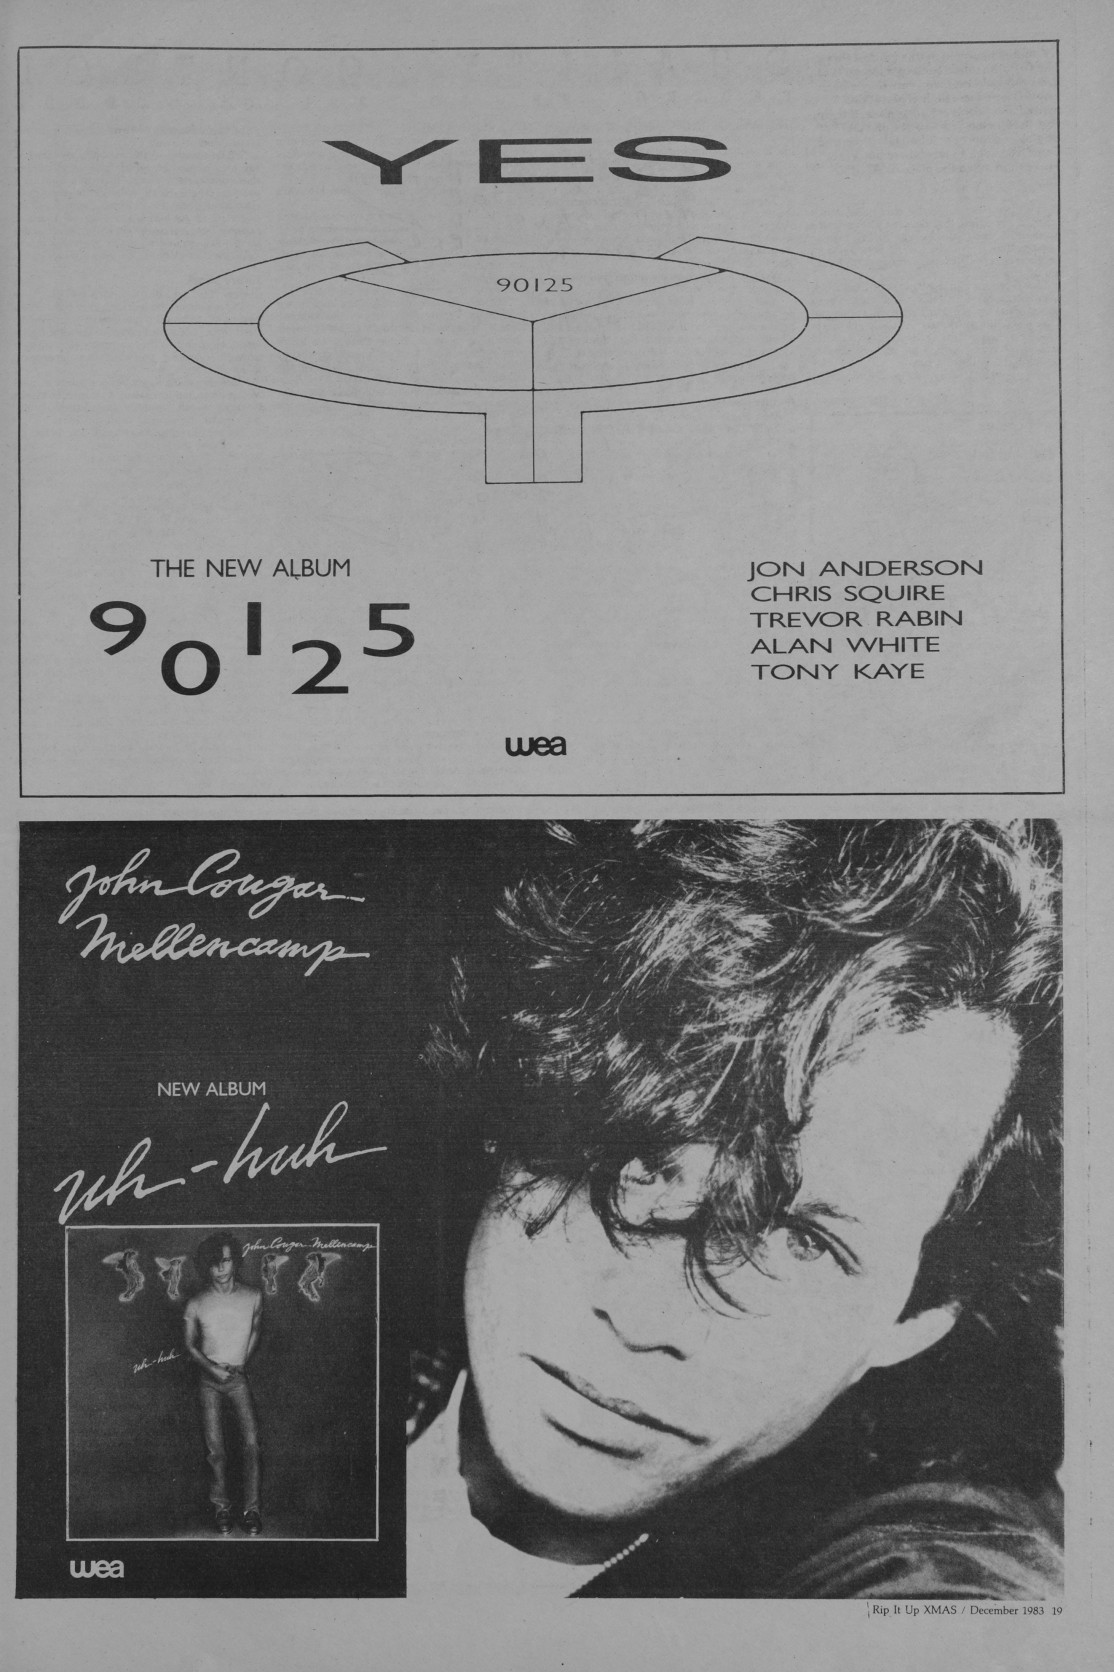 YES
90125
THE NEW ALBUM
90125
JON ANDERSON
CHRIS SQUIRE
TREVOR RABIN
ALAN WHITE
TONY KAYE
wea
John Cougar
Mellencamp
NEW ALBUM
uh-huh
John Cougar Mellencamp
uh-huh
wea
Rip It Up XMAS / December 1983 19